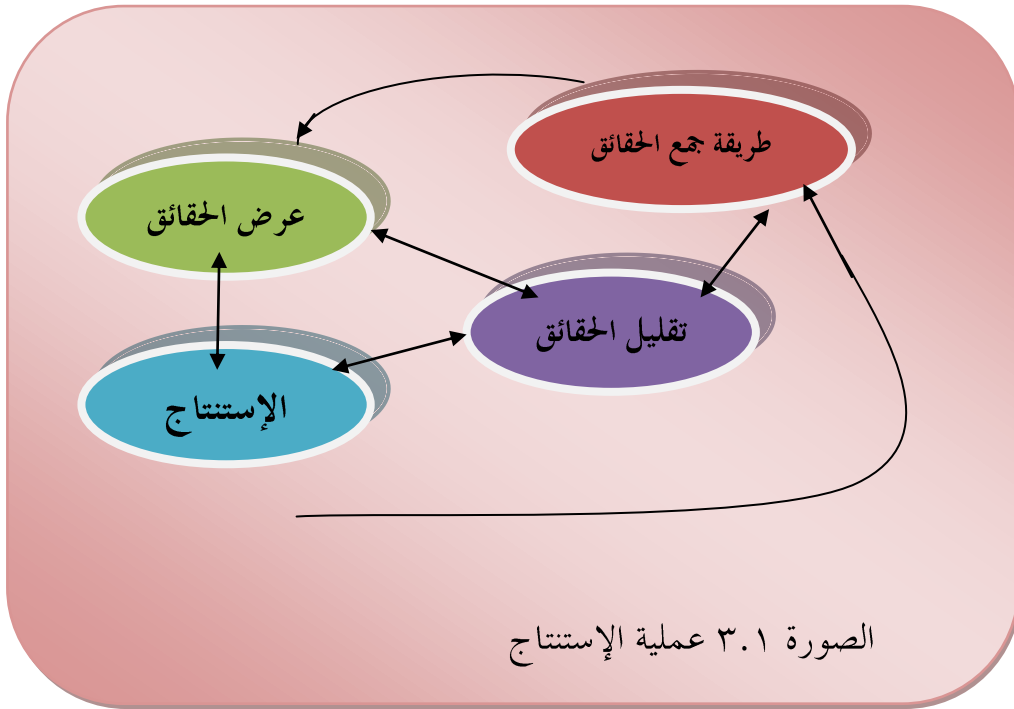 طريقة جمع الحقائق
عرض الحقائق
تقليل الحقائق
الإستنتاج
الصورة ٣.١ عملية الإستنتاج